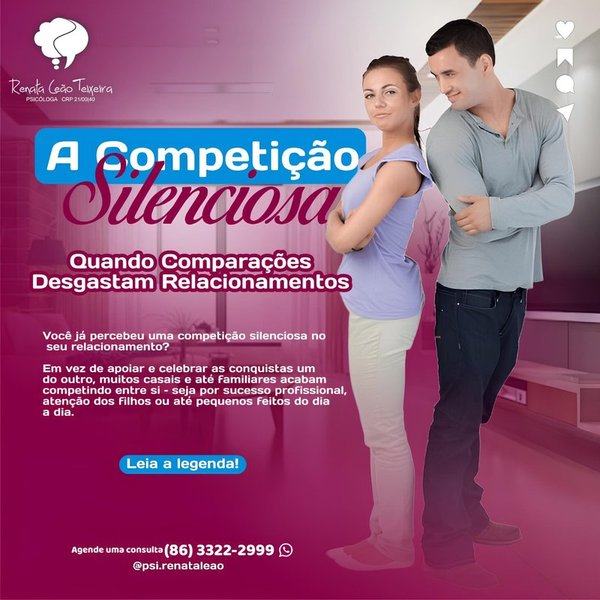 Renata Leão Teixeira
PSICÓLOGA CRP 21/00140
A Competição
Silenciosa
Quando Comparações
Desgastam Relacionamentos
Você já percebeu uma competição silenciosa no
seu relacionamento?
Em vez de apoiar e celebrar as conquistas um
do outro, muitos casais e até familiares acabam
competindo entre si - seja por sucesso profissional,
atenção dos filhos ou até pequenos feitos do dia
a dia.
Leia a legenda!
Agende uma consulta (86) 3322-2999
@psi.renataleao